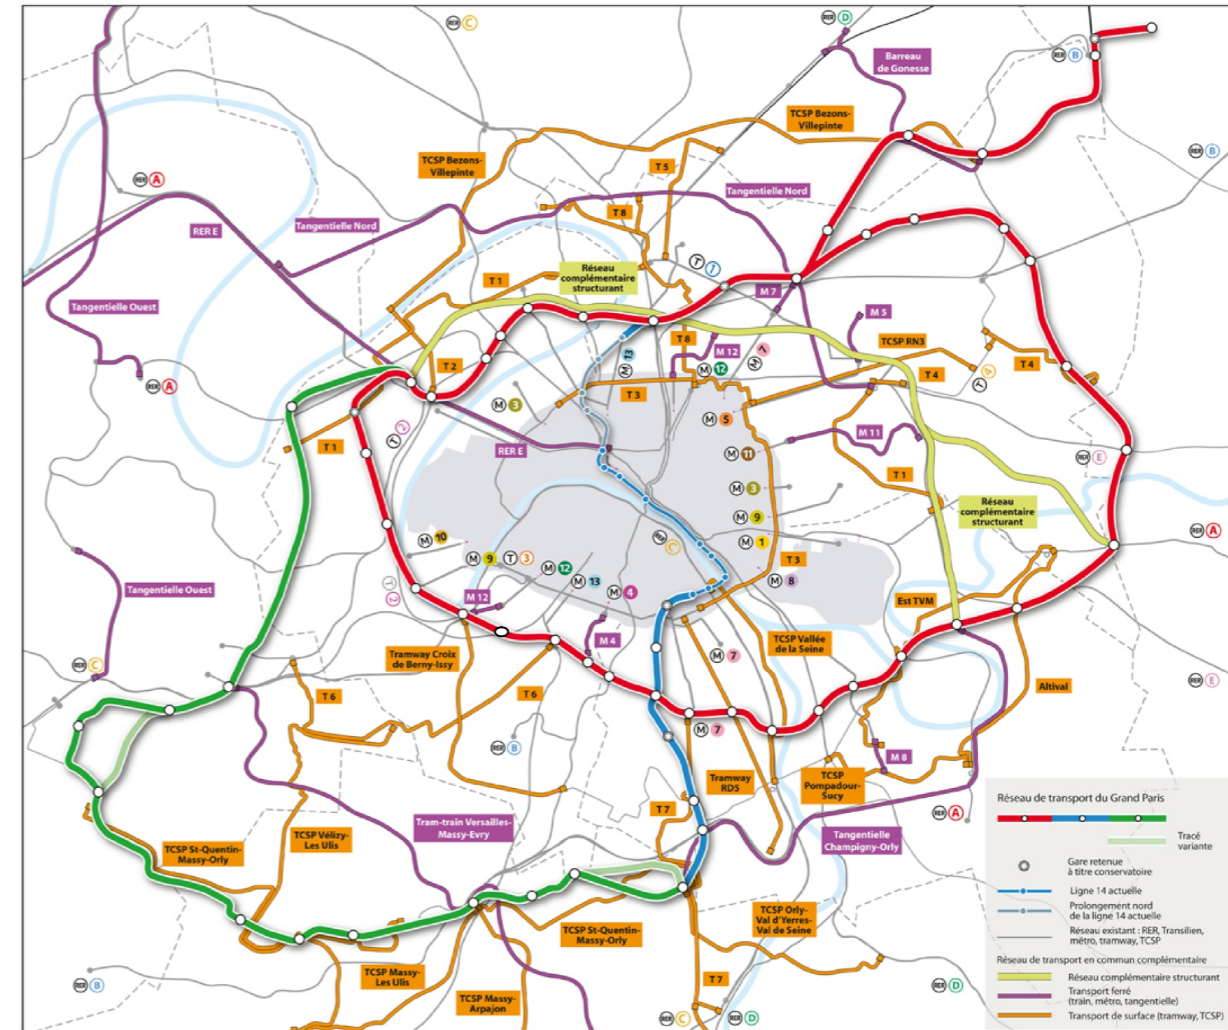 RER C
RER D
RER B
Barreau
de Gonesse
TCSP Bezons-
Villepinte
TCSP Bezons-
Villepinte
T 5
RER B
RER A
Tangentielle Nord
T 8
RER E
Tangentielle Nord
Réseau
complémentaire
structurant
T 1
T 1
M 7
Tangentielle Ouest
M 5
T 8
TCSP RN3
M 13
M 12
M 7
T 2
M 12
T 4
T 4
T 4
RER A
T 3
M 3
M 5
T 2
T 1
M 11
RER E
M 11
RER E
M 3
T 1
Réseau
complémentaire
structurant
M 9
RER A
M 10
RER C
M 1
M 9 T 3
T 3
M 12
M 8
M 13
Tangentielle Ouest
T 2
M 4
M 12
Est TVM
M 4
TCSP Vallée
de la Seine
Tramway Croix
de Berny-Issy
M 7
RER C
RER E
T 6
T 6
Altival
M 7
RER B
M 8
Tramway
RD5
TCSP
Pompadour-
Sucy
T 7
RER A
Tram-train Versailles-
Massy-Evry
TCSP Vélizy-
Les Ulis
Tangentielle
Champigny-Orly
TCSP St-Quentin-
Massy-Orly
TCSP St-Quentin-
Massy-Orly
TCSP Orly-
Val d'Yerres-
Val de Seine
TCSP Massy-
Les Ulis
T 7
RER B
RER D
TCSP Massy-
Arpajon
RER C
RER D
Réseau de transport du Grand Paris
Tracé
variante
Gare retenue
à titre conservatoire
Ligne 14 actuelle
Prolongement nord
de la ligne 14 actuelle
Réseau existant : RER, Transilien,
métro, tramway, TCSP
Réseau de transport en commun complémentaire
Réseau complémentaire structurant
Transport ferré
(train, métro, tangentielle)
Transport de surface (tramway, TCSP)